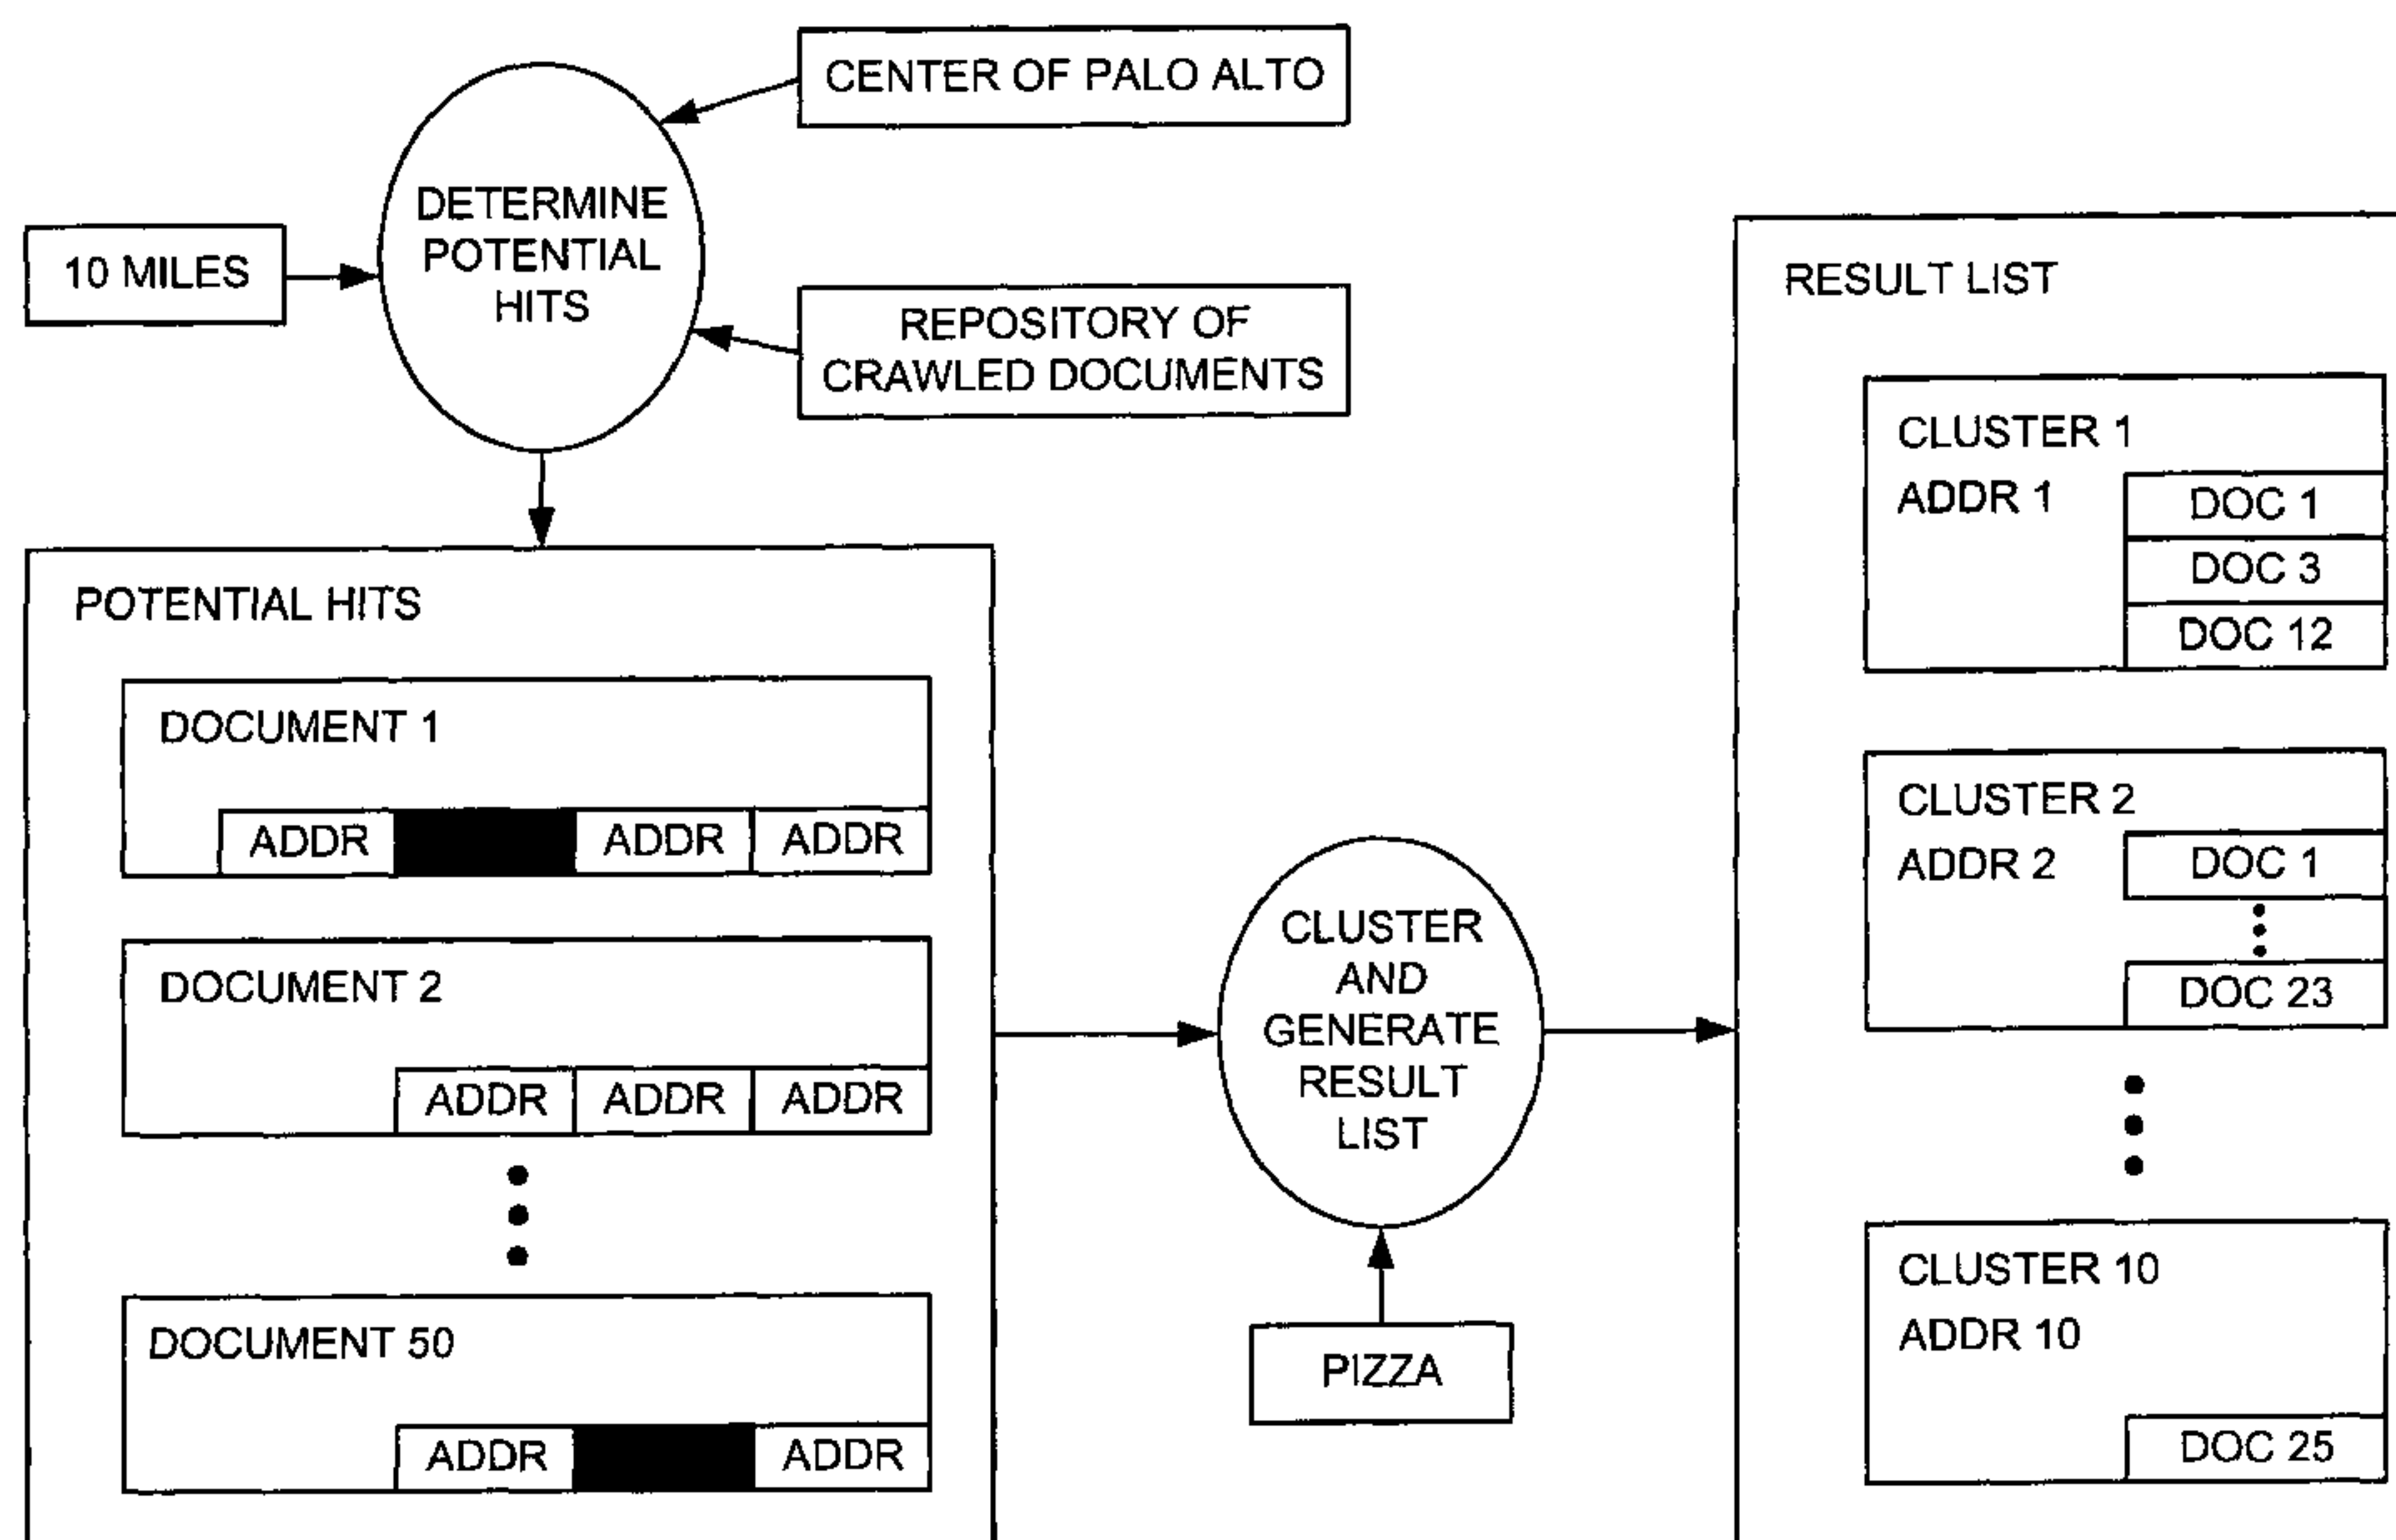 CENTER OF PALO ALTO
DETERMINE
POTENTIAL
HITS
10 MILES
REPOSITORY OF
CRAWLED DOCUMENTS
POTENTIAL HITS
DOCUMENT 1
ADDR ADDR ADDR
DOCUMENT 2
ADDR ADDR ADDR
DOCUMENT 50
ADDR ADDR
CLUSTER
AND
GENERATE
RESULT
LIST
PIZZA
RESULT LIST
CLUSTER 1
ADDR 1
DOC 1
DOC 3
DOC 12
CLUSTER 2
ADDR 2
DOC 1
DOC 23
CLUSTER 10
ADDR 10
DOC 25